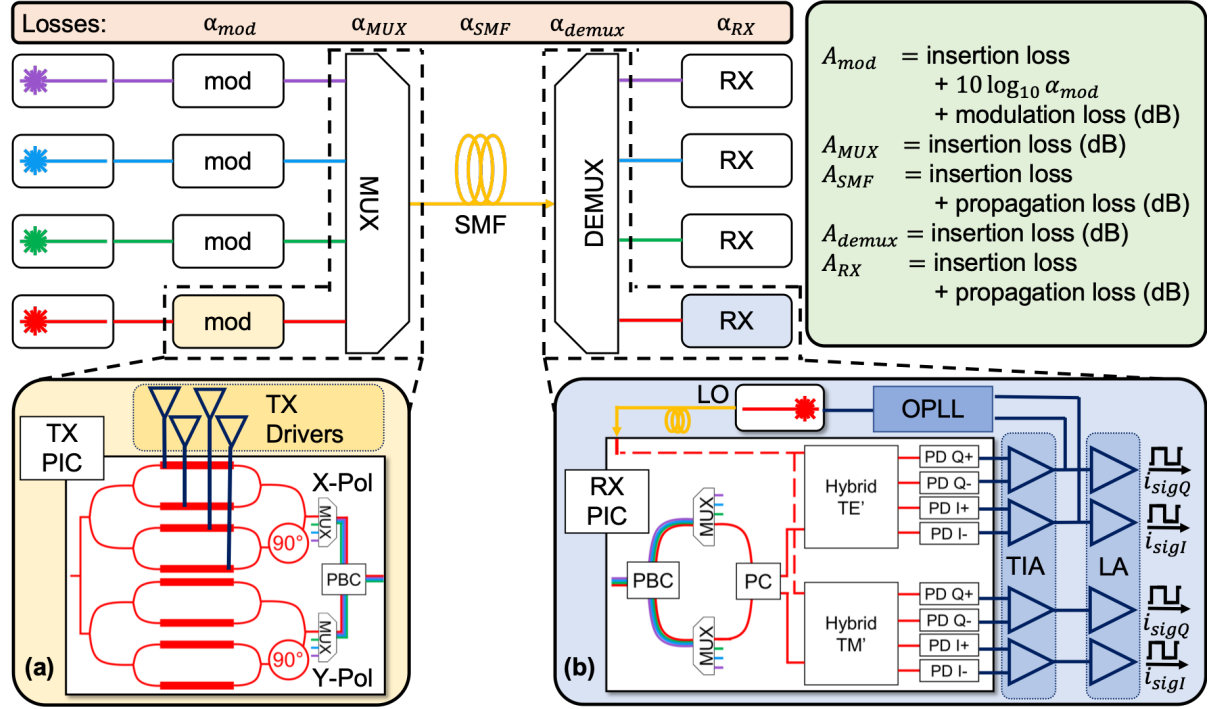 Losses: α_mod α_MUX α_SMF α_demux α_RX
mod
RX
mod
RX
mod
RX
mod
RX
MUX
SMF
DEMUX
A_mod = insertion loss
+ 10 log₁₀ α_mod
+ modulation loss (dB)
A_MUX = insertion loss (dB)
A_SMF = insertion loss
+ propagation loss (dB)
A_demux = insertion loss (dB)
A_RX = insertion loss
+ propagation loss (dB)
TX
Drivers
TX
PIC
X-Pol
MUX
90°
PBC
MUX
90°
Y-Pol
(a)
LO
OPLL
RX
PIC
MUX
PBC
PC
MUX
Hybrid
TE'
PD Q+
PD Q-
PD I+
PD I-
Hybrid
TM'
PD Q+
PD Q-
PD I+
PD I-
TIA
LA
i_sigQ
i_sigI
i_sigQ
i_sigI
(b)